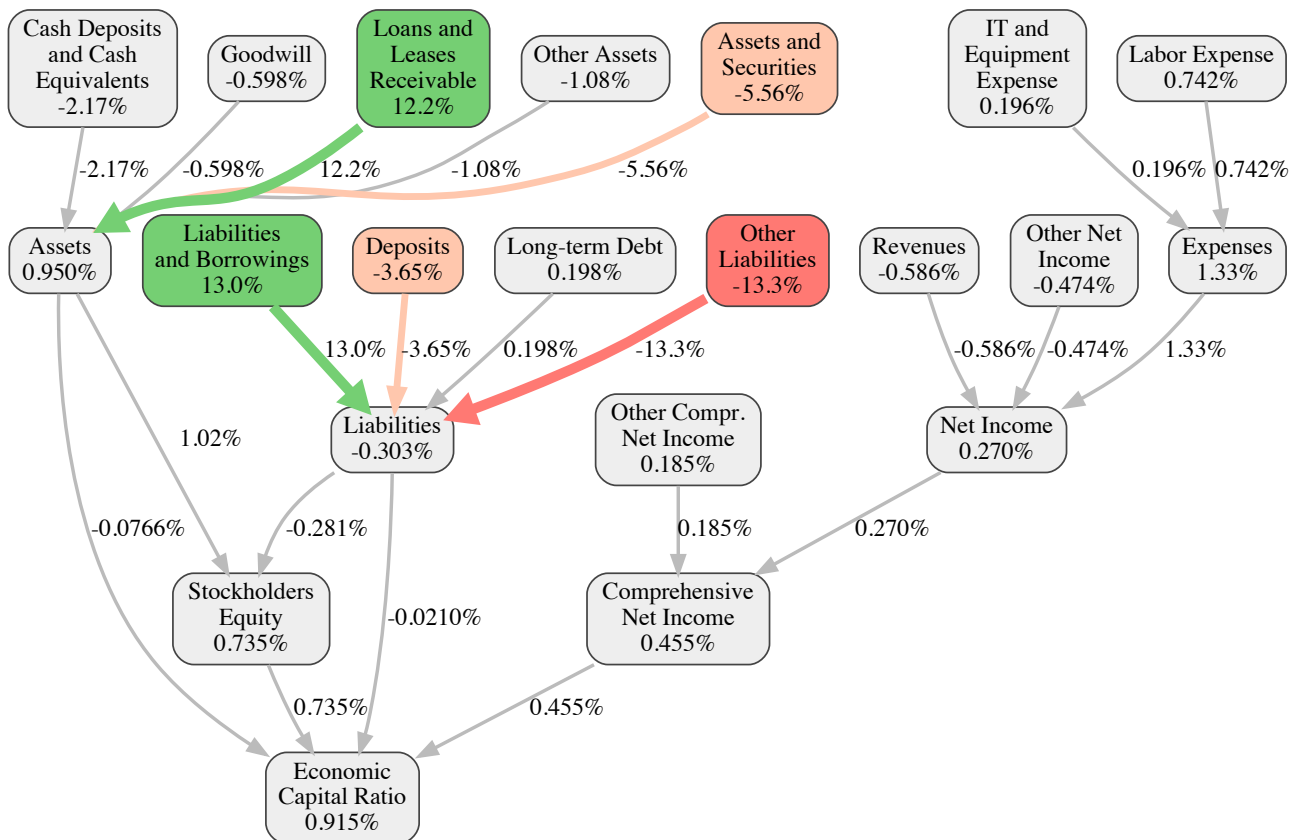 Cash Deposits
and Cash
Equivalents
-2.17%
Goodwill
-0.598%
Loans and
Leases
Receivable
12.2%
Other Assets
-1.08%
Assets and
Securities
-5.56%
IT and
Equipment
Expense
0.196%
Labor Expense
0.742%
-2.17%
-0.598%
12.2%
-1.08%
-5.56%
0.196%
0.742%
Assets
0.950%
Liabilities
and Borrowings
13.0%
Deposits
-3.65%
Long-term Debt
0.198%
Other
Liabilities
-13.3%
Revenues
-0.586%
Other Net
Income
-0.474%
Expenses
1.33%
13.0%
-3.65%
0.198%
-13.3%
-0.586%
-0.474%
1.33%
1.02%
Liabilities
-0.303%
Other Compr.
Net Income
0.185%
Net Income
0.270%
-0.0766%
-0.281%
0.185%
0.270%
Stockholders
Equity
0.735%
-0.0210%
Comprehensive
Net Income
0.455%
0.735%
0.455%
Economic
Capital Ratio
0.915%